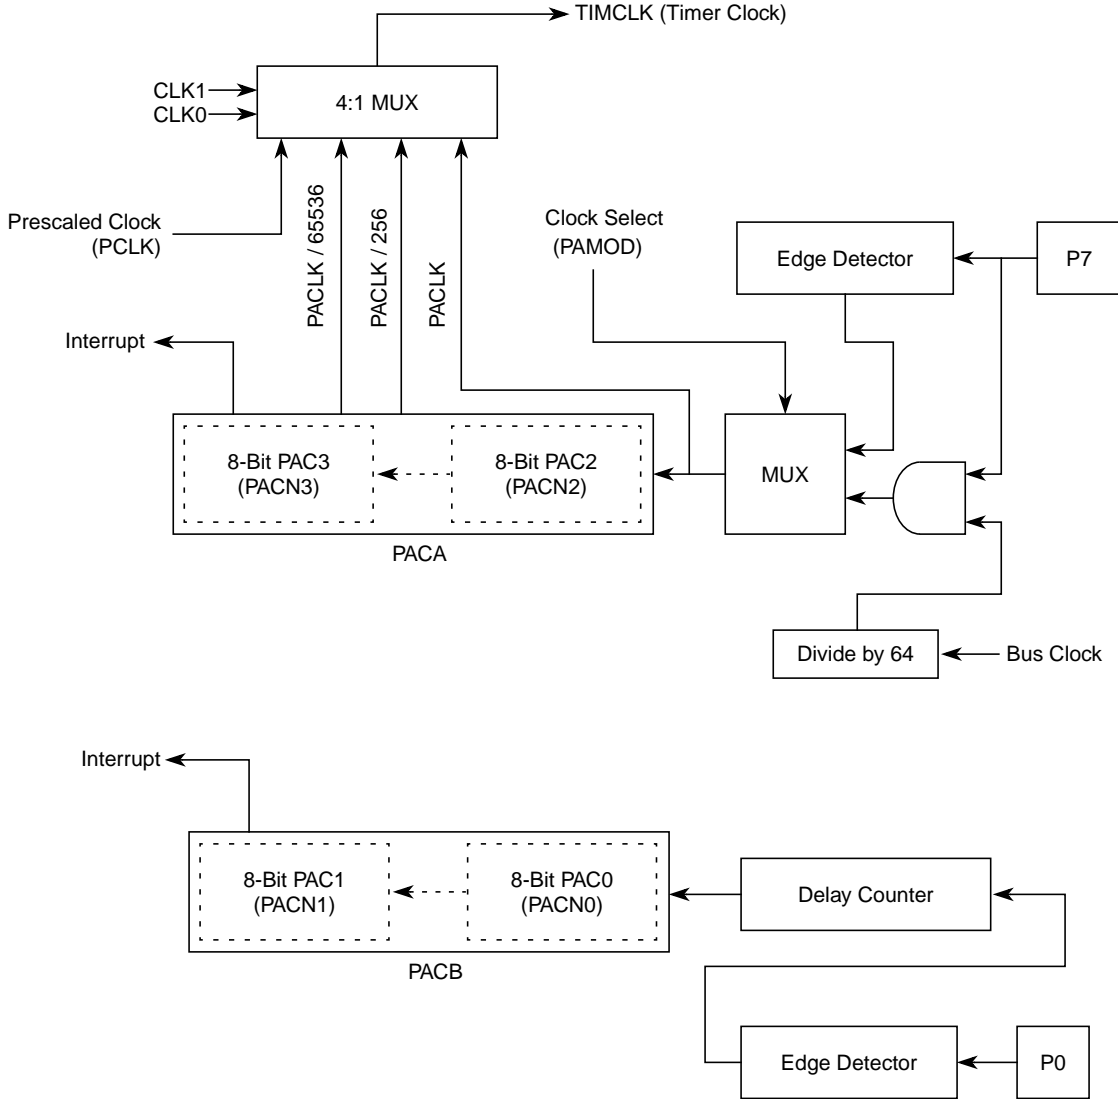 TIMCLK (Timer Clock)
CLK1
CLK0
4:1 MUX
Prescaled Clock
(PCLK)
PACLK / 65536
PACLK / 256
PACLK
Clock Select
(PAMOD)
Edge Detector
P7
Interrupt
8-Bit PAC3
(PACN3)
8-Bit PAC2
(PACN2)
MUX
PACA
Divide by 64
Bus Clock
Interrupt
8-Bit PAC1
(PACN1)
8-Bit PAC0
(PACN0)
Delay Counter
PACB
Edge Detector
P0